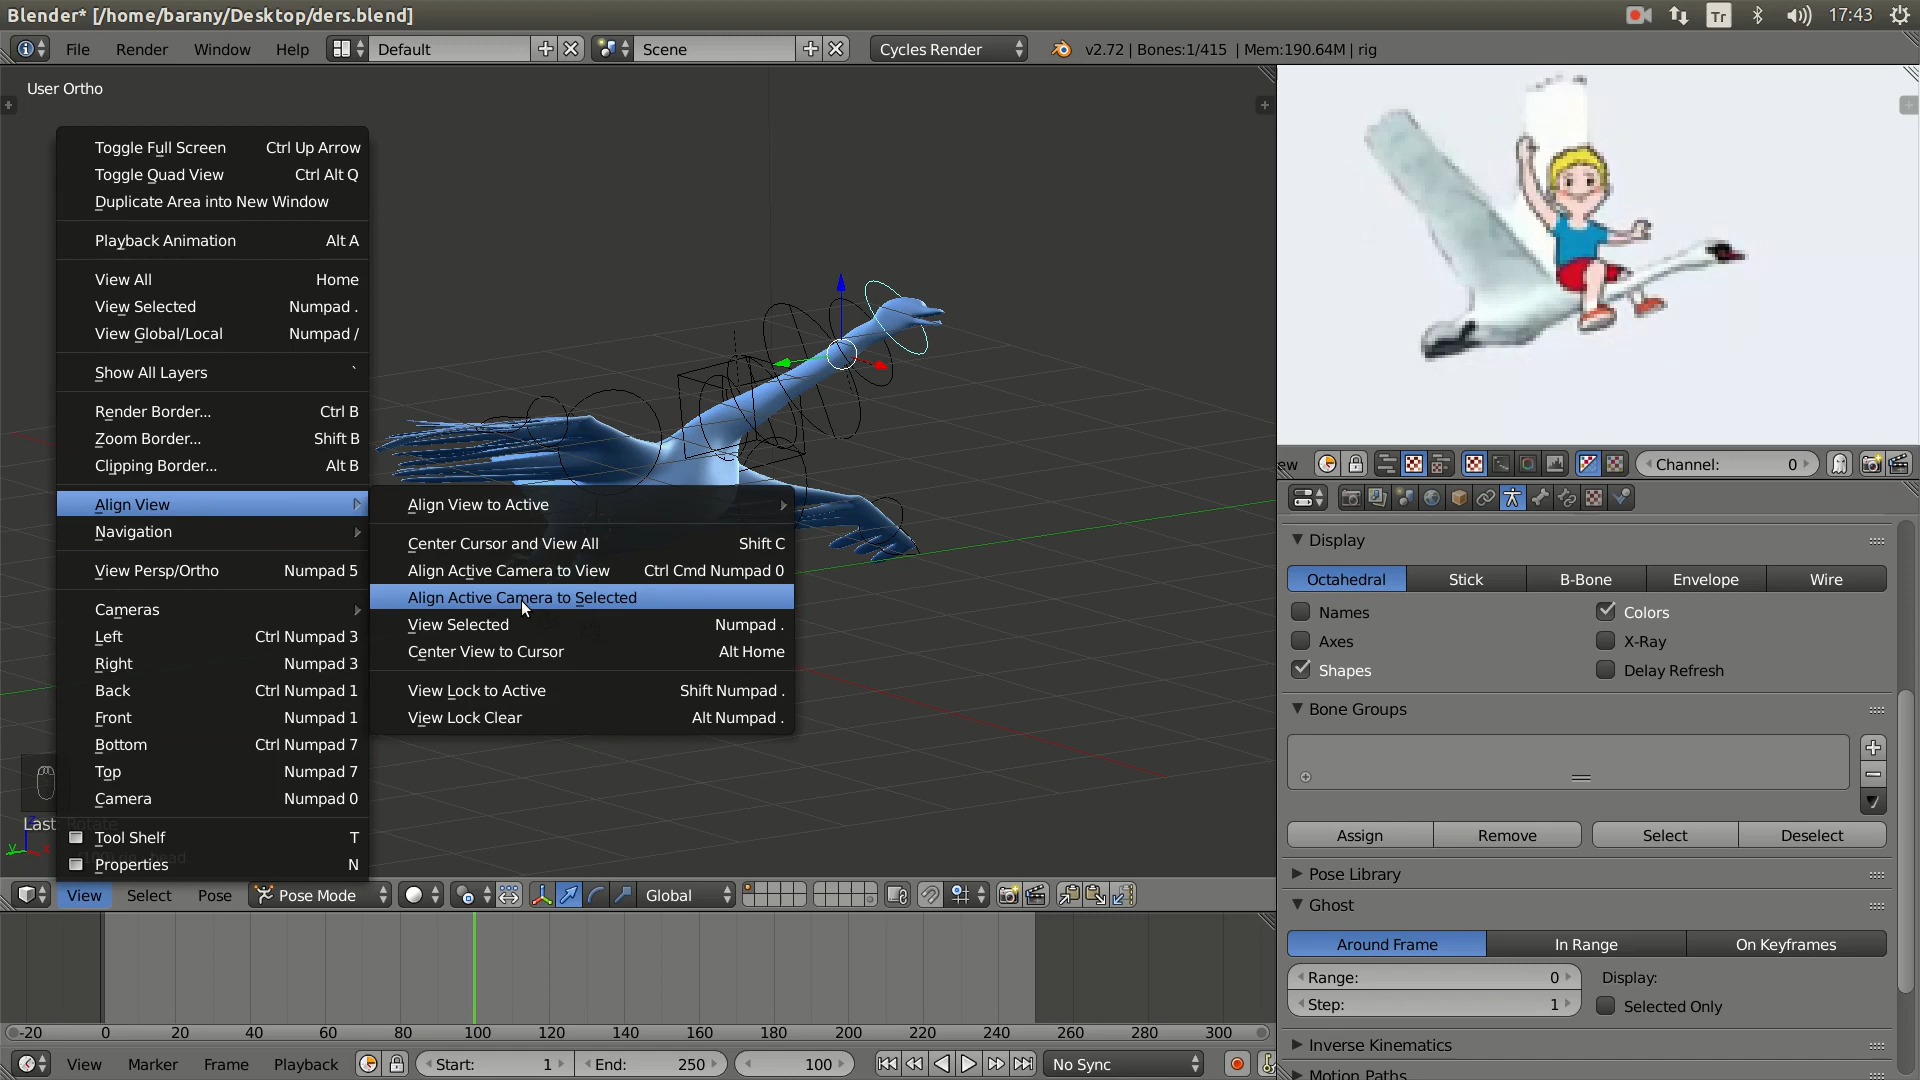 Blender* [/home/barany/Desktop/ders.blend]
Tr
17:43
File
Render
Window
Help
Default
Scene
Cycles Render
v2.72 | Bones:1/415 | Mem:190.64M | rig
User Ortho
Toggle Full Screen Ctrl Up Arrow
Toggle Quad View Ctrl Alt Q
Duplicate Area into New Window
Playback Animation Alt A
View All Home
View Selected Numpad .
View Global/Local Numpad /
Show All Layers `
Render Border... Ctrl B
Zoom Border... Shift B
Clipping Border... Alt B
Align View
Navigation
View Persp/Ortho Numpad 5
Cameras
Left Ctrl Numpad 3
Right Numpad 3
Back Ctrl Numpad 1
Front Numpad 1
Bottom Ctrl Numpad 7
Top Numpad 7
Camera Numpad 0
Tool Shelf T
Properties N
Align View to Active
Center Cursor and View All Shift C
Align Active Camera to View Ctrl Cmd Numpad 0
Align Active Camera to Selected
View Selected Numpad .
Center View to Cursor Alt Home
View Lock to Active Shift Numpad .
View Lock Clear Alt Numpad .
Last: Rotate
View
Select
Pose
Pose Mode
Global
ew
Channel: 0
Display
Octahedral Stick B-Bone Envelope Wire
Names Colors
Axes X-Ray
Shapes Delay Refresh
Bone Groups
Assign Remove Select Deselect
Pose Library
Ghost
Around Frame In Range On Keyframes
Range: 0 Display:
Step: 1 Selected Only
Inverse Kinematics
Motion Paths
-20 0 20 40 60 80 100 120 140 160 180 200 220 240 260 280 300
View Marker Frame Playback Start: 1 End: 250 100 No Sync